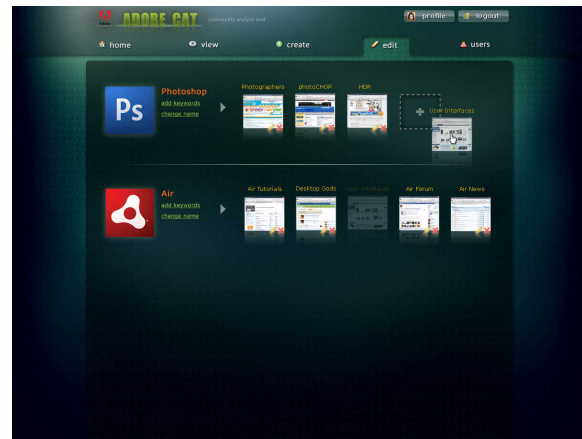 ADOBE CAT community analysis tool
profile logout
home view create edit users
Photoshop
add keywords
change name
Ps
Photographers photoCHOP HDR
User Interfaces
Air
add keywords
change name
Air Tutorials Desktop Gods User Interfaces Air Forum Air News